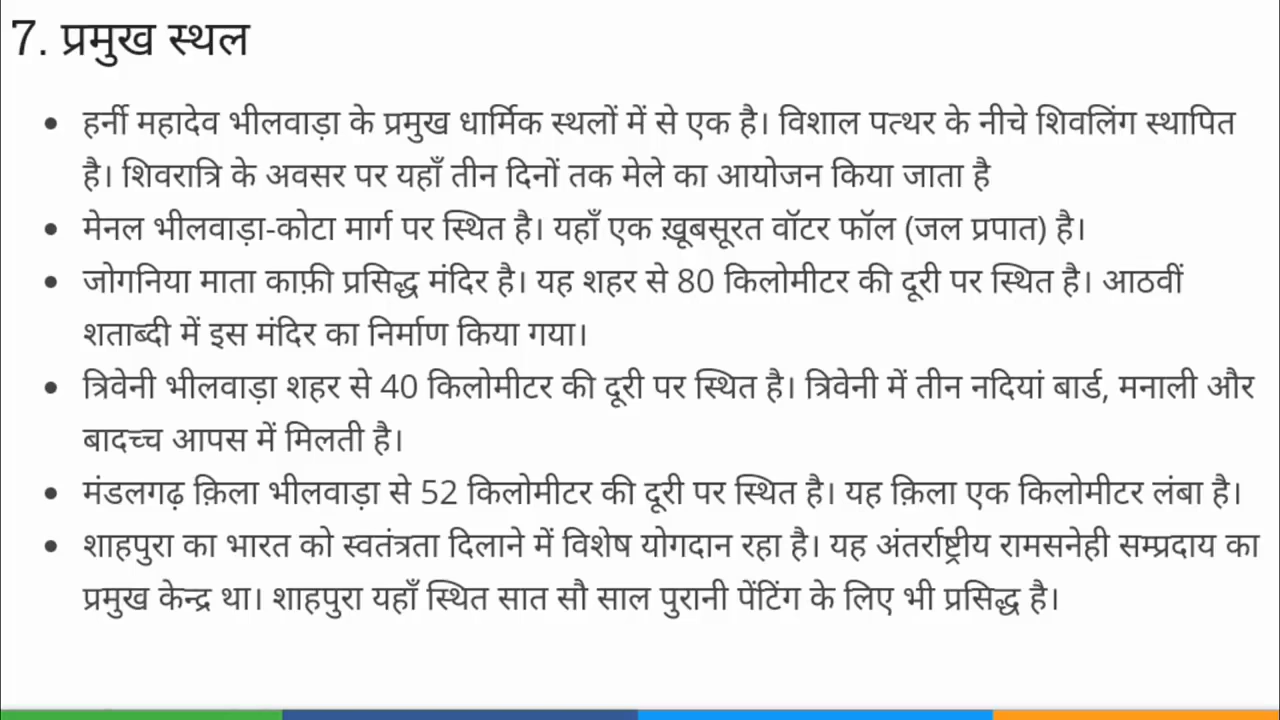 7. प्रमुख स्थल
• हर्नी महादेव भीलवाड़ा के प्रमुख धार्मिक स्थलों में से एक है। विशाल पत्थर के नीचे शिवलिंग स्थापित
है। शिवरात्रि के अवसर पर यहाँ तीन दिनों तक मेले का आयोजन किया जाता है
• मेनल भीलवाड़ा-कोटा मार्ग पर स्थित है। यहाँ एक ख़ूबसूरत वॉटर फॉल (जल प्रपात) है।
• जोगनिया माता काफ़ी प्रसिद्ध मंदिर है। यह शहर से 80 किलोमीटर की दूरी पर स्थित है। आठवीं
शताब्दी में इस मंदिर का निर्माण किया गया।
• त्रिवेनी भीलवाड़ा शहर से 40 किलोमीटर की दूरी पर स्थित है। त्रिवेनी में तीन नदियां बार्ड, मनाली और
बादच्च आपस में मिलती है।
• मंडलगढ़ क़िला भीलवाड़ा से 52 किलोमीटर की दूरी पर स्थित है। यह क़िला एक किलोमीटर लंबा है।
• शाहपुरा का भारत को स्वतंत्रता दिलाने में विशेष योगदान रहा है। यह अंतर्राष्ट्रीय रामसनेही सम्प्रदाय का
प्रमुख केन्द्र था। शाहपुरा यहाँ स्थित सात सौ साल पुरानी पेंटिंग के लिए भी प्रसिद्ध है।